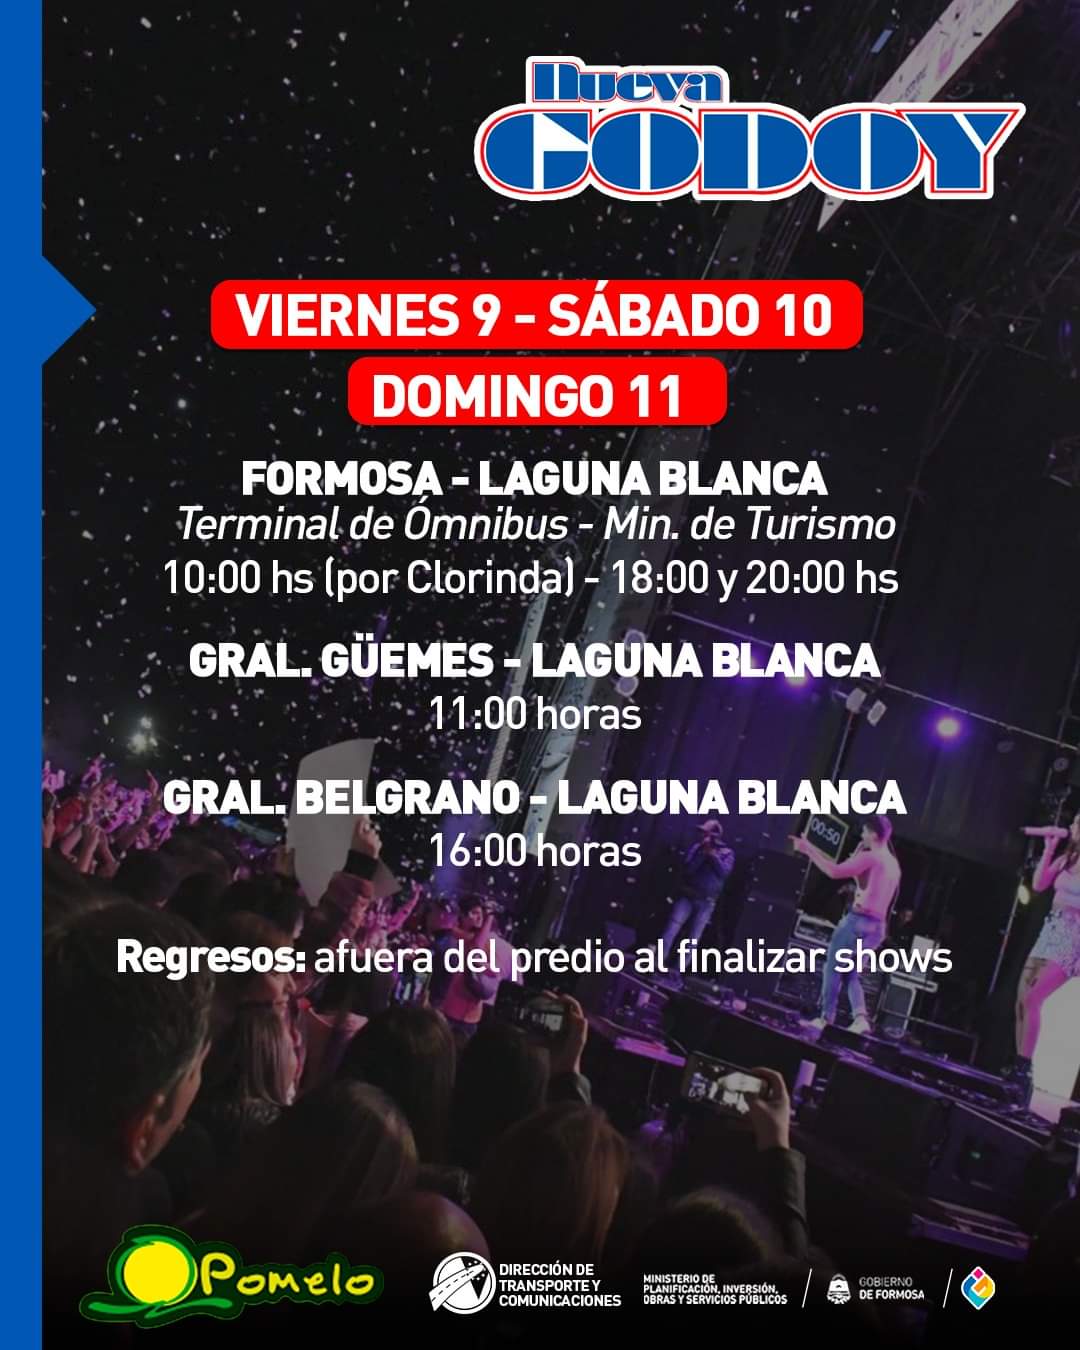 Nueva
GODOY
VIERNES 9 - SÁBADO 10
DOMINGO 11
FORMOSA - LAGUNA BLANCA
Terminal de Ómnibus - Min. de Turismo
10:00 hs (por Clorinda) - 18:00 y 20:00 hs
GRAL. GÜEMES - LAGUNA BLANCA
11:00 horas
GRAL. BELGRANO - LAGUNA BLANCA
16:00 horas
00:50
Regresos: afuera del predio al finalizar shows
Pomelo
DIRECCIÓN DE
TRANSPORTE Y
COMUNICACIONES
MINISTERIO DE
PLANIFICACIÓN, INVERSIÓN,
OBRAS Y SERVICIOS PÚBLICOS
GOBIERNO
DE FORMOSA